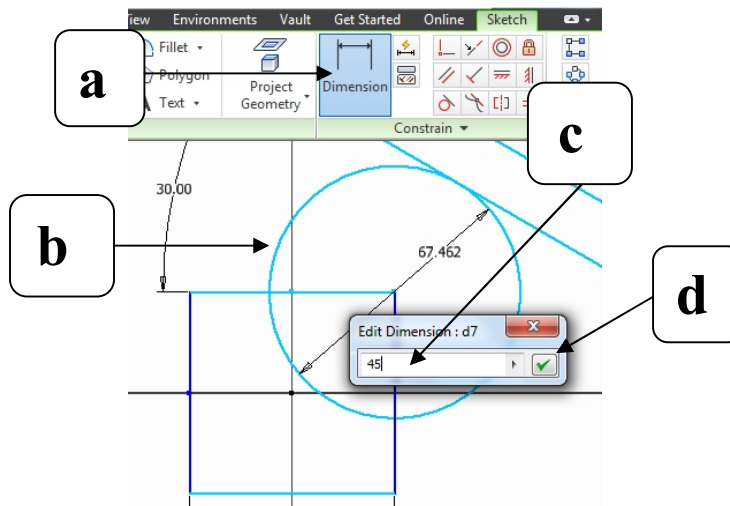 View Environments Vault Get Started Online Sketch
Fillet
Polygon
Text
Project Geometry
Dimension
Constrain
a
c
30.00
b
67.462
d
Edit Dimension : d7
45